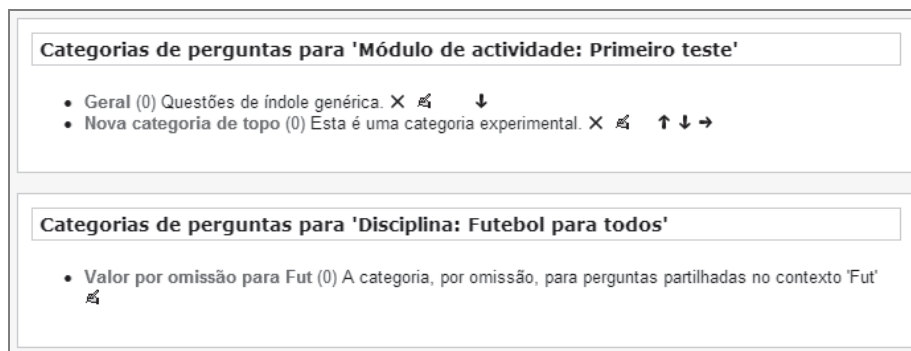 Categorias de perguntas para 'Módulo de actividade: Primeiro teste'
Geral (0) Questões de índole genérica.
Nova categoria de topo (0) Esta é uma categoria experimental.
Categorias de perguntas para 'Disciplina: Futebol para todos'
Valor por omissão para Fut (0) A categoria, por omissão, para perguntas partilhadas no contexto 'Fut'